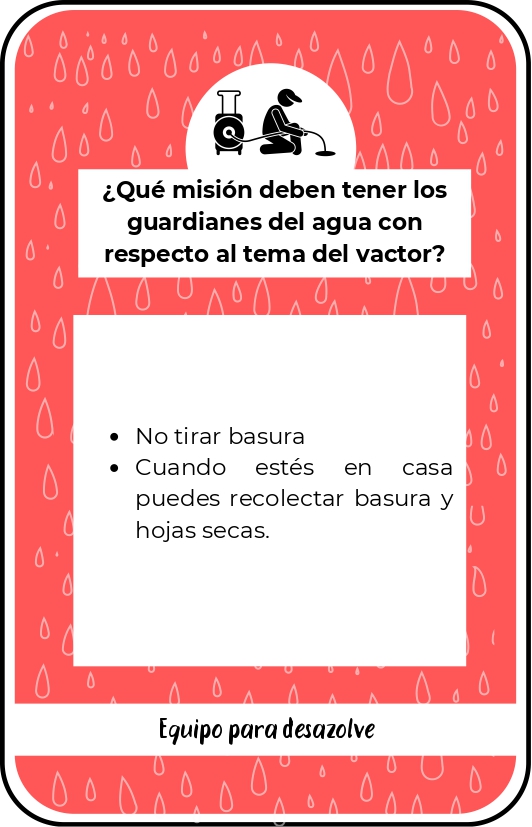 ¿Qué misión deben tener los
guardianes del agua con
respecto al tema del vactor?
• No tirar basura
• Cuando estés en casa
puedes recolectar basura y
hojas secas.
Equipo para desazolve